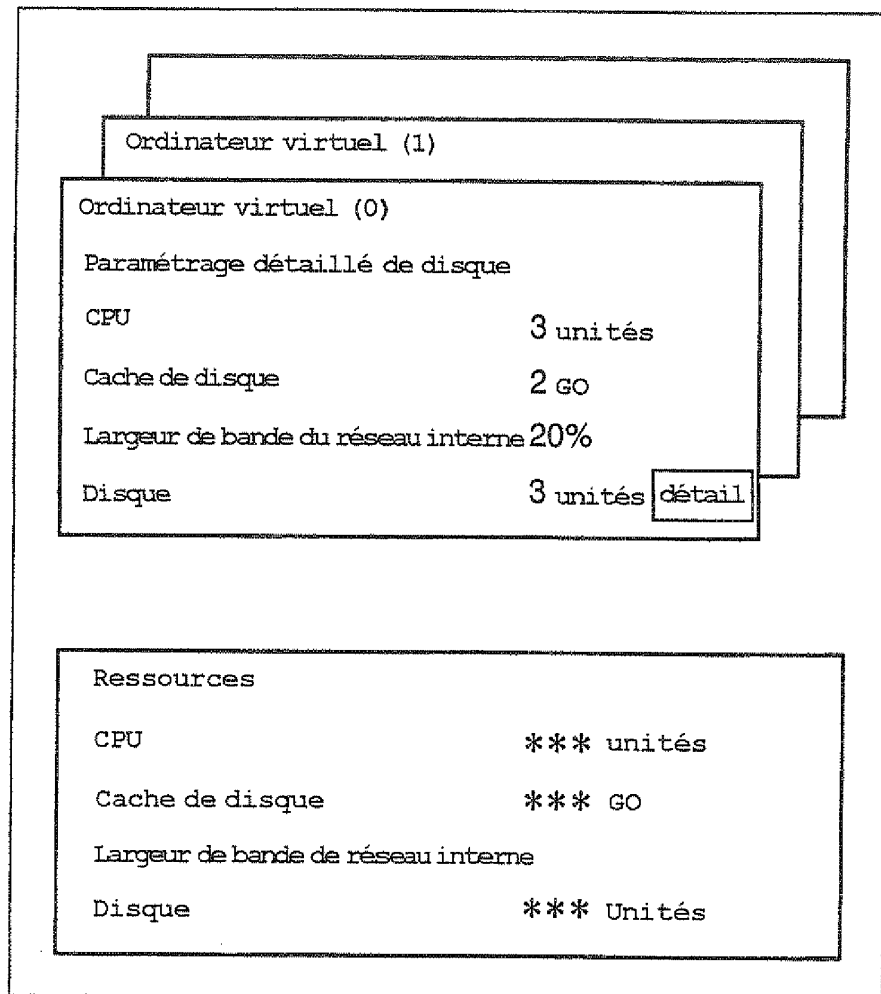 Ordinateur virtuel (1)
Ordinateur virtuel (0)
Paramétrage détaillé de disque
CPU 3 unités
Cache de disque 2 GO
Largeur de bande du réseau interne 20%
Disque 3 unités détail
Ressources
CPU *** unités
Cache de disque *** GO
Largeur de bande de réseau interne
Disque *** Unités